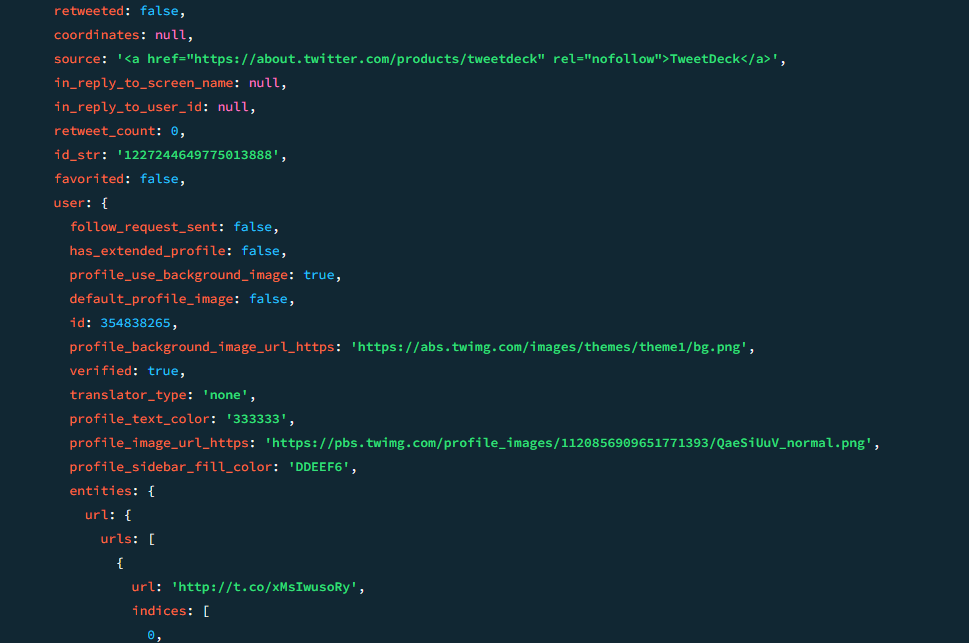 retweeted: false,
coordinates: null,
source: '<a href="https://about.twitter.com/products/tweetdeck" rel="nofollow">TweetDeck</a>',
in_reply_to_screen_name: null,
in_reply_to_user_id: null,
retweet_count: 0,
id_str: '1227244649775013888',
favorited: false,
user: {
follow_request_sent: false,
has_extended_profile: false,
profile_use_background_image: true,
default_profile_image: false,
id: 354838265,
profile_background_image_url_https: 'https://abs.twimg.com/images/themes/theme1/bg.png',
verified: true,
translator_type: 'none',
profile_text_color: '333333',
profile_image_url_https: 'https://pbs.twimg.com/profile_images/1120856909651771393/QaeSiUuV_normal.png',
profile_sidebar_fill_color: 'DDEEF6',
entities: {
url: {
urls: [
{
url: 'http://t.co/xMsIwusoRy',
indices: [
0,